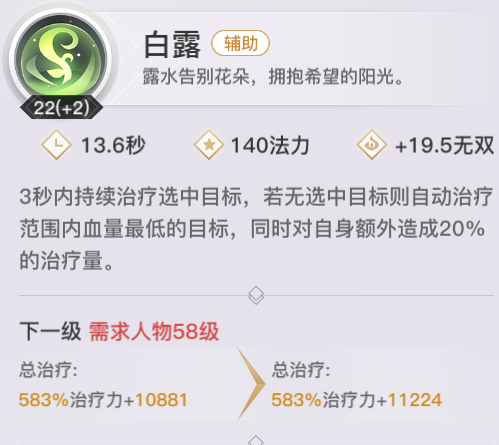 白露 辅助
露水告别花朵，拥抱希望的阳光。
22(+2)
13.6秒 140法力 +19.5无双
3秒内持续治疗选中目标，若无选中目标则自动治疗
范围内血量最低的目标，同时对自身额外造成20%
的治疗量。
下一级 需求人物58级
总治疗: 总治疗:
583%治疗力+10881 583%治疗力+11224